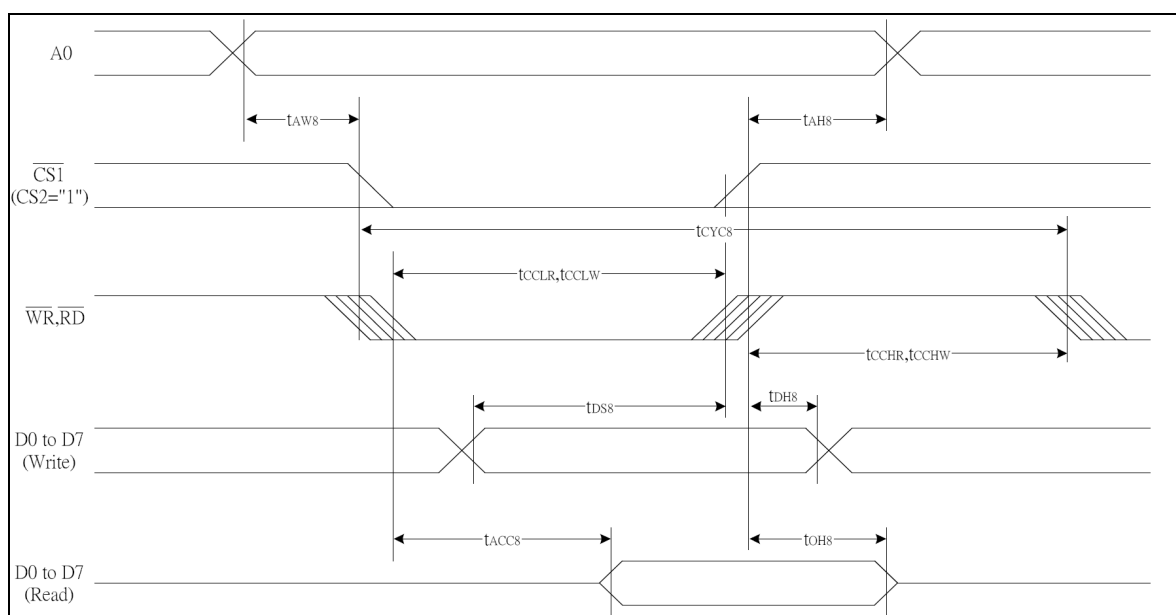 A0
tAW8
tAH8
CS1
(CS2="1")
tCYC8
tCCLR,tCCLW
WR,RD
tCCHR,tCCHW
tDS8
tDH8
D0 to D7
(Write)
tACC8
tOH8
D0 to D7
(Read)